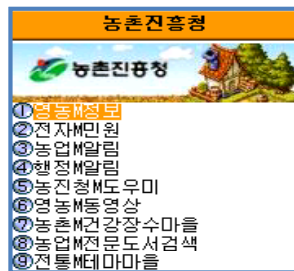 농촌진흥청
농촌진흥청
①영농M정보
②전자M민원
③농업M알림
④행정M알림
⑤농진청M도우미
⑥영농M동영상
⑦농촌M건강장수마을
⑧농업M전문도서검색
⑨전통M테마마을